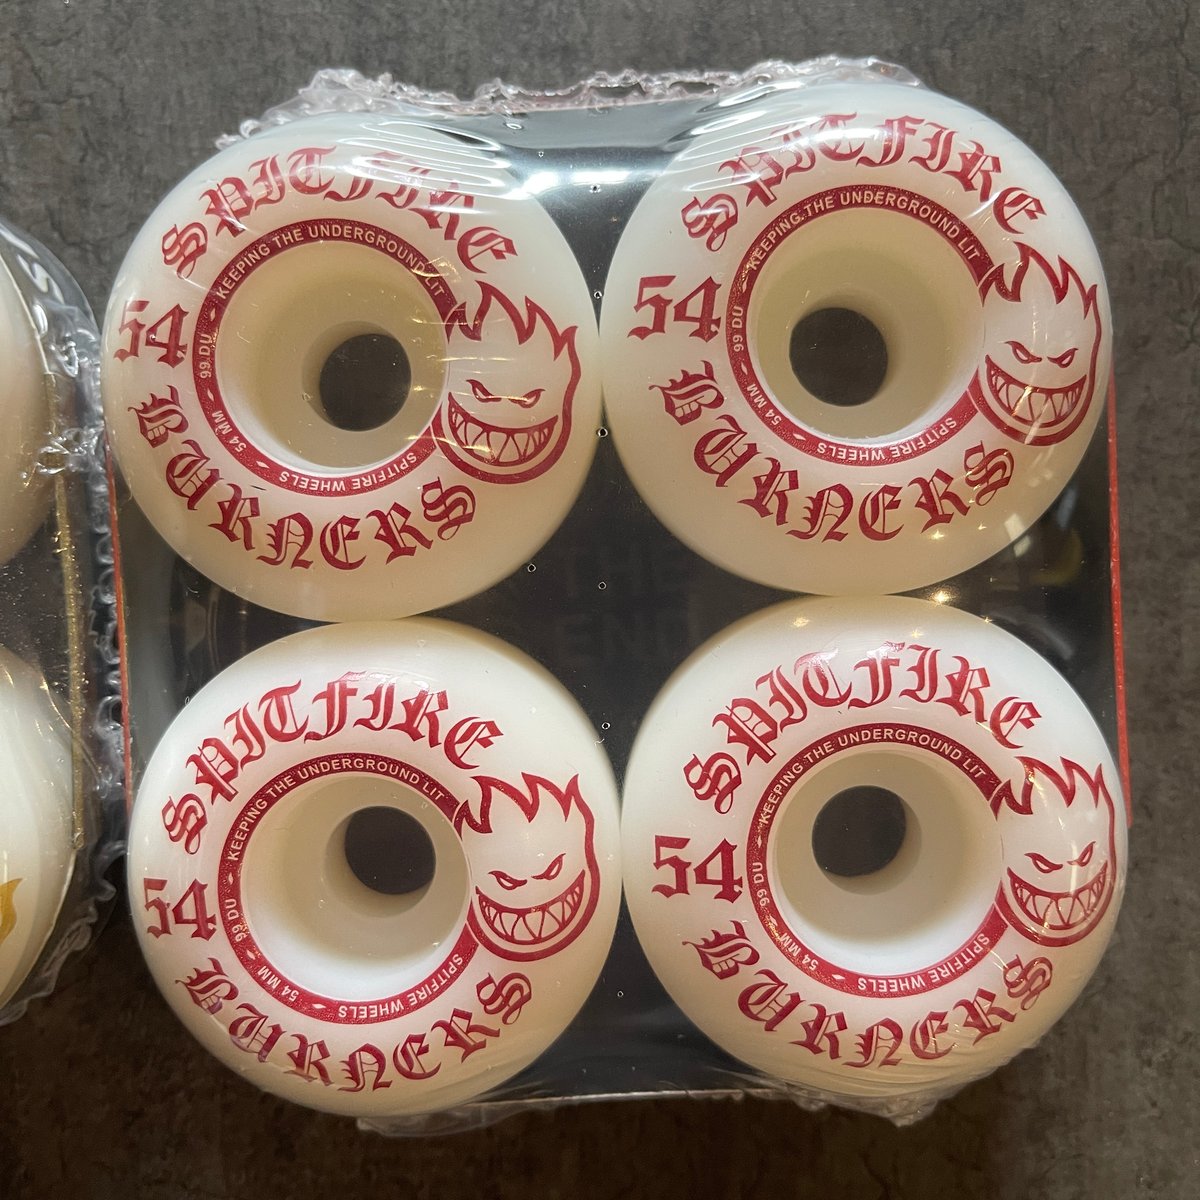 SPITFIRE
KEEPING THE UNDERGROUND LIT
54
99 DU
54 MM
SPITFIRE WHEELS
BURNERS
SPITFIRE
KEEPING THE UNDERGROUND LIT
54
99 DU
54 MM
SPITFIRE WHEELS
BURNERS
THE
END
SPITFIRE
KEEPING THE UNDERGROUND LIT
54
99 DU
54 MM
SPITFIRE WHEELS
BURNERS
SPITFIRE
KEEPING THE UNDERGROUND LIT
54
99 DU
54 MM
SPITFIRE WHEELS
BURNERS